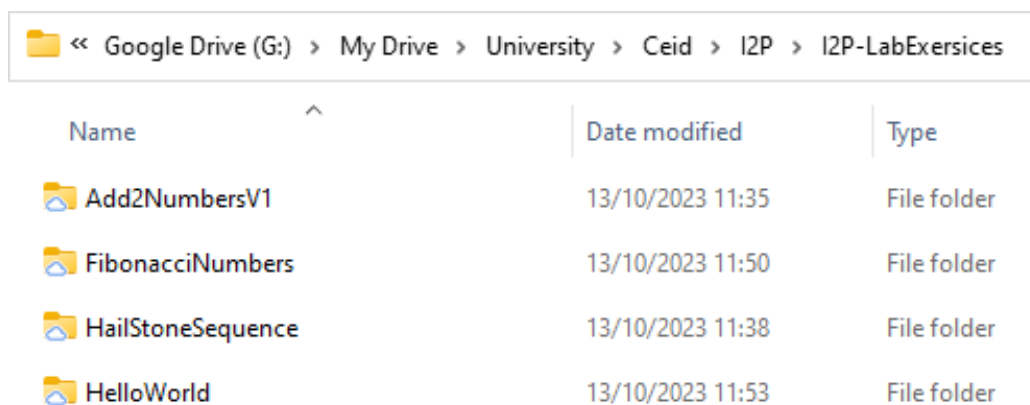 « Google Drive (G:) > My Drive > University > Ceid > I2P > I2P-LabExersices
Name Date modified Type
Add2NumbersV1 13/10/2023 11:35 File folder
FibonacciNumbers 13/10/2023 11:50 File folder
HailStoneSequence 13/10/2023 11:38 File folder
HelloWorld 13/10/2023 11:53 File folder